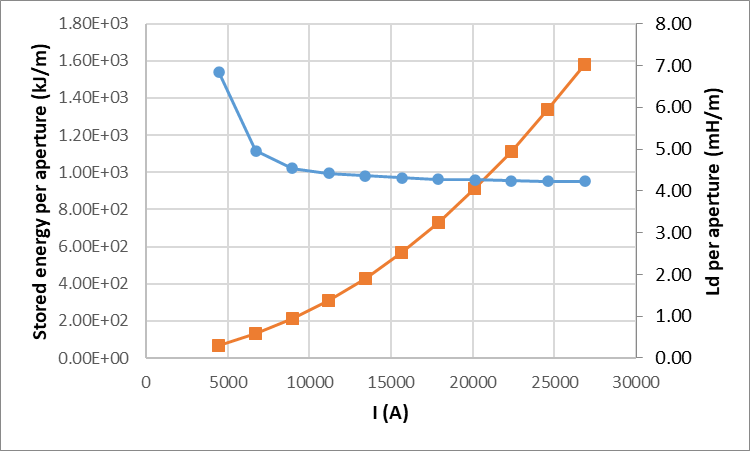 Stored energy per aperture (kJ/m)
1.80E+03
1.60E+03
1.40E+03
1.20E+03
1.00E+03
8.00E+02
6.00E+02
4.00E+02
2.00E+02
0.00E+00
8.00
7.00
6.00
5.00
4.00
3.00
2.00
1.00
0.00
Ld per aperture (mH/m)
0 5000 10000 15000 20000 25000 30000
I (A)